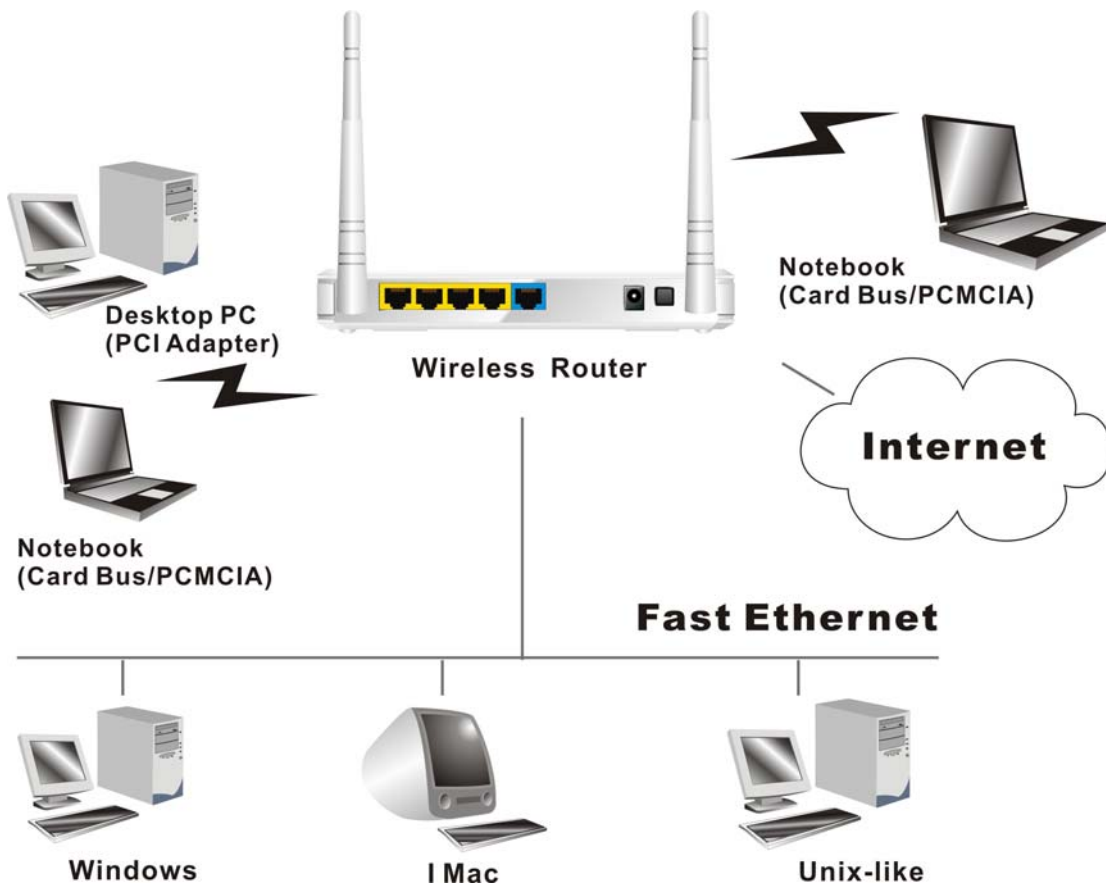 Desktop PC
(PCI Adapter)
Wireless Router
Notebook
(Card Bus/PCMCIA)
Internet
Notebook
(Card Bus/PCMCIA)
Fast Ethernet
Windows
I Mac
Unix-like